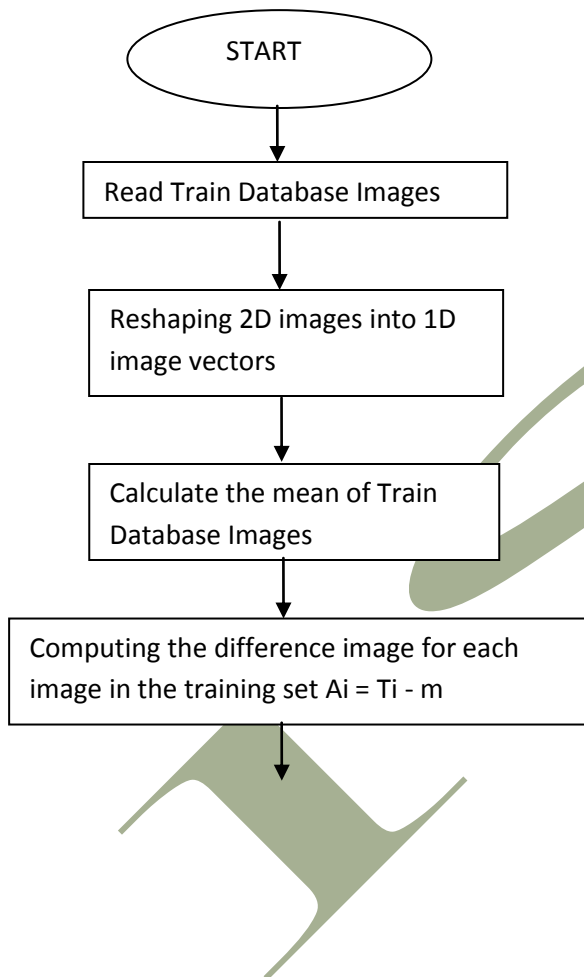 START
Read Train Database Images
Reshaping 2D images into 1D
image vectors
Calculate the mean of Train
Database Images
Computing the difference image for each
image in the training set Ai = Ti - m